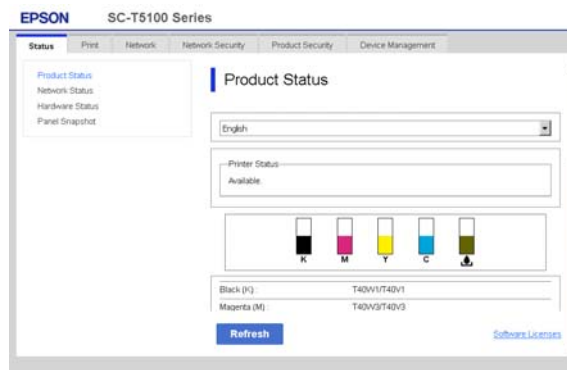 EPSON SC-T5100 Series
Status Print Network Network Security Product Security Device Management
Product Status
Network Status
Hardware Status
Panel Snapshot
Product Status
English
Printer Status
Available.
K M Y C
Black (K) : T40W1/T40V1
Magenta (M) : T40W3/T40V3
Refresh
Software Licenses